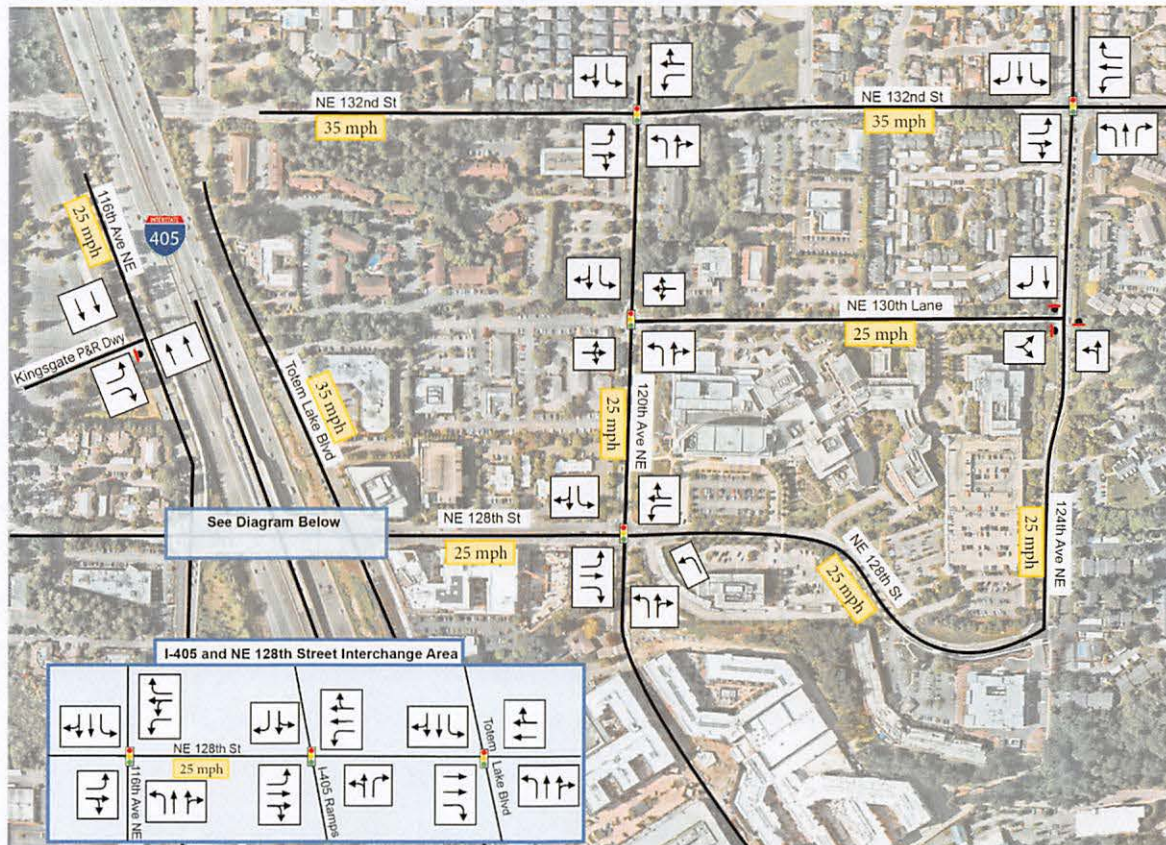 NE 132nd St
35 mph
NE 132nd St
35 mph
116th Ave NE
25 mph
INTERSTATE
405
Kingsgate P&R Dwy
Totem Lake Blvd
35 mph
NE 130th Lane
25 mph
120th Ave NE
25 mph
124th Ave NE
25 mph
See Diagram Below
NE 128th St
25 mph
NE 128th St
25 mph
I-405 and NE 128th Street Interchange Area
NE 128th St
25 mph
116th Ave NE
I-405 Ramps
Totem
Lake Blvd